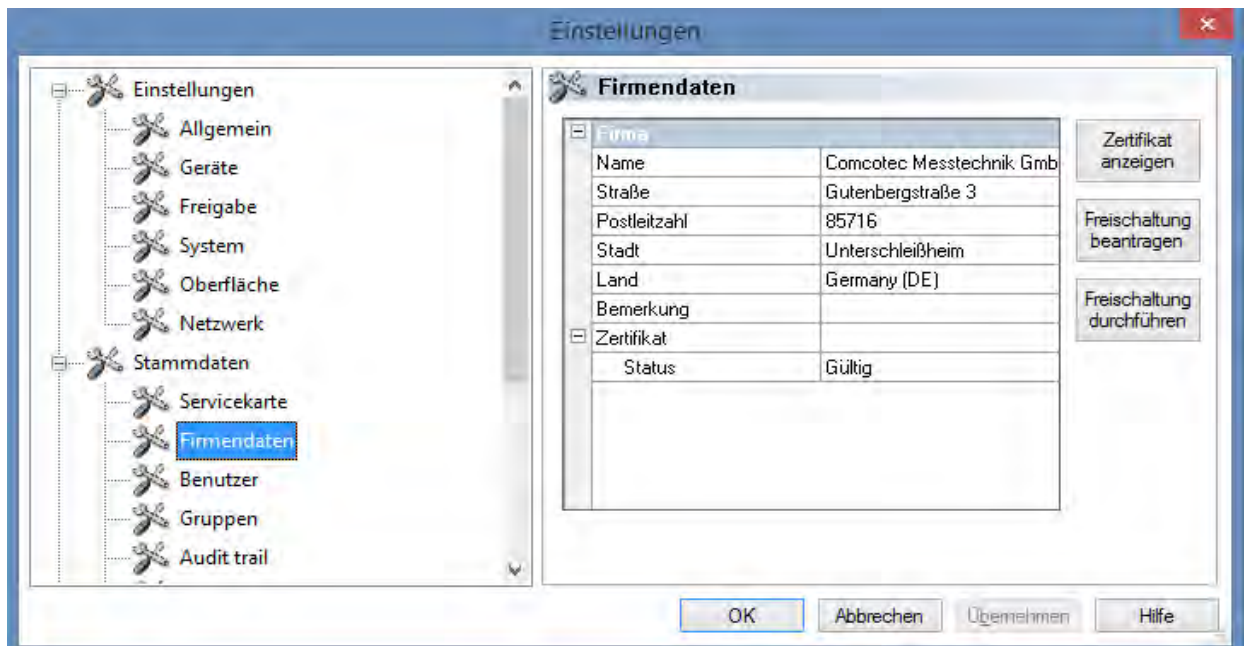 Einstellungen
Einstellungen
Allgemein
Geräte
Freigabe
System
Oberfläche
Netzwerk
Stammdaten
Servicekarte
Firmendaten
Benutzer
Gruppen
Audit trail
Firmendaten
Firma
Name Comcotec Messtechnik Gmb
Straße Gutenbergstraße 3
Postleitzahl 85716
Stadt Unterschleißheim
Land Germany (DE)
Bemerkung
Zertifikat
Status Gültig
Zertifikat
anzeigen
Freischaltung
beantragen
Freischaltung
durchführen
OK Abbrechen Übernehmen Hilfe